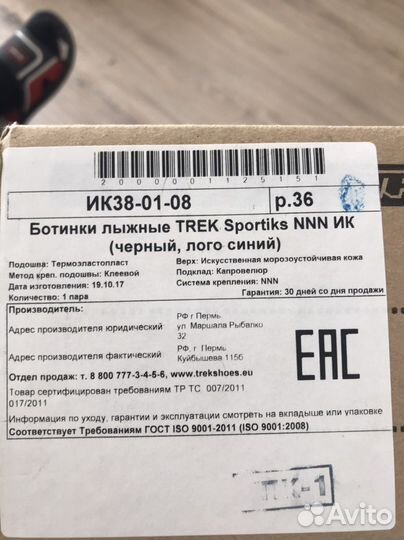 2000001125151
ИК38-01-08 р.36
Ботинки лыжные TREK Sportiks NNN ИК
(черный, лого синий)
Подошва: Термоэластопласт Верх: Искусственная морозоустойчивая кожа
Метод креп. подошвы: Клеевой Подклад: Капровелюр
Дата изготовления: 19.10.17 Система крепления: NNN
Количество: 1 пара Гарантия: 30 дней со дня продажи
Производитель:
Адрес производителя юридический РФ г Пермь
ул Маршала Рыбалко
32
Адрес производителя фактический РФ, г Пермь
Куйбышева 115б
EAC
Отдел продаж: т. 8 800 777-3-4-5-6, www.trekshoes.eu
Товар сертифицирован требованиям ТР ТС 007/2011
017/2011
Информация по уходу, гарантии и эксплуатации смотреть на вкладыше или упаковке
Соответствует Требованиям ГОСТ ISO 9001-2011 (ISO 9001:2008)
ПК-1
Avito